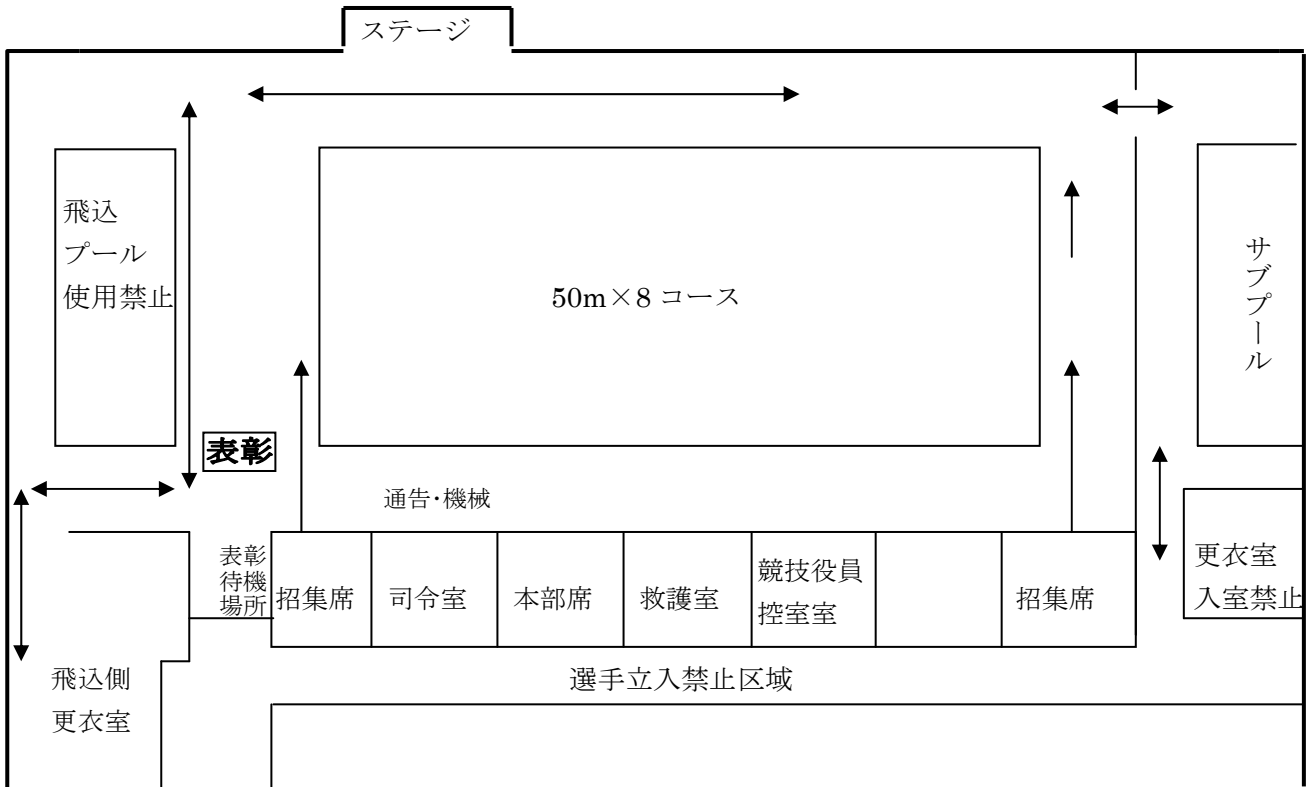 ステージ
飛込
プール
使用禁止
50m×8 コース
サブプール
表彰
通告・機械
表彰
待機
場所
招集席
司令室
本部席
救護室
競技役員
控室室
招集席
更衣室
入室禁止
飛込側
更衣室
選手立入禁止区域